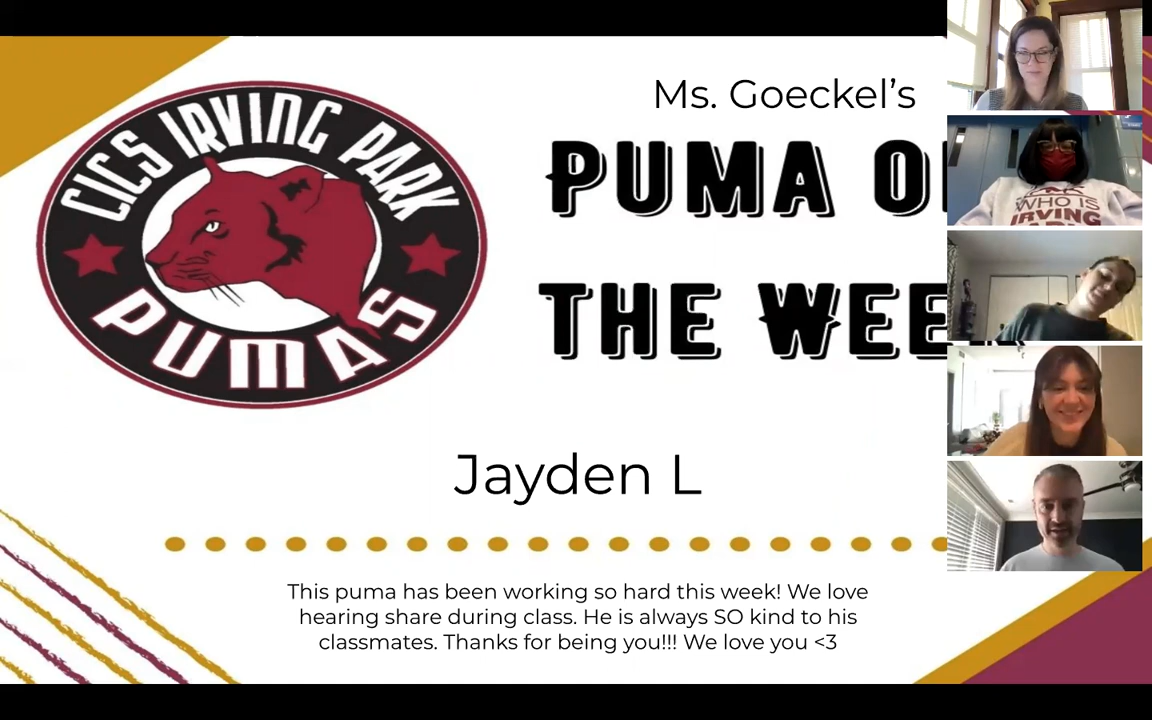 CICS IRVING PARK
PUMAS
Ms. Goeckel's
PUMA O
THE WEE
Jayden L
This puma has been working so hard this week! We love
hearing share during class. He is always SO kind to his
classmates. Thanks for being you!!! We love you <3
WHO IS
IRVING